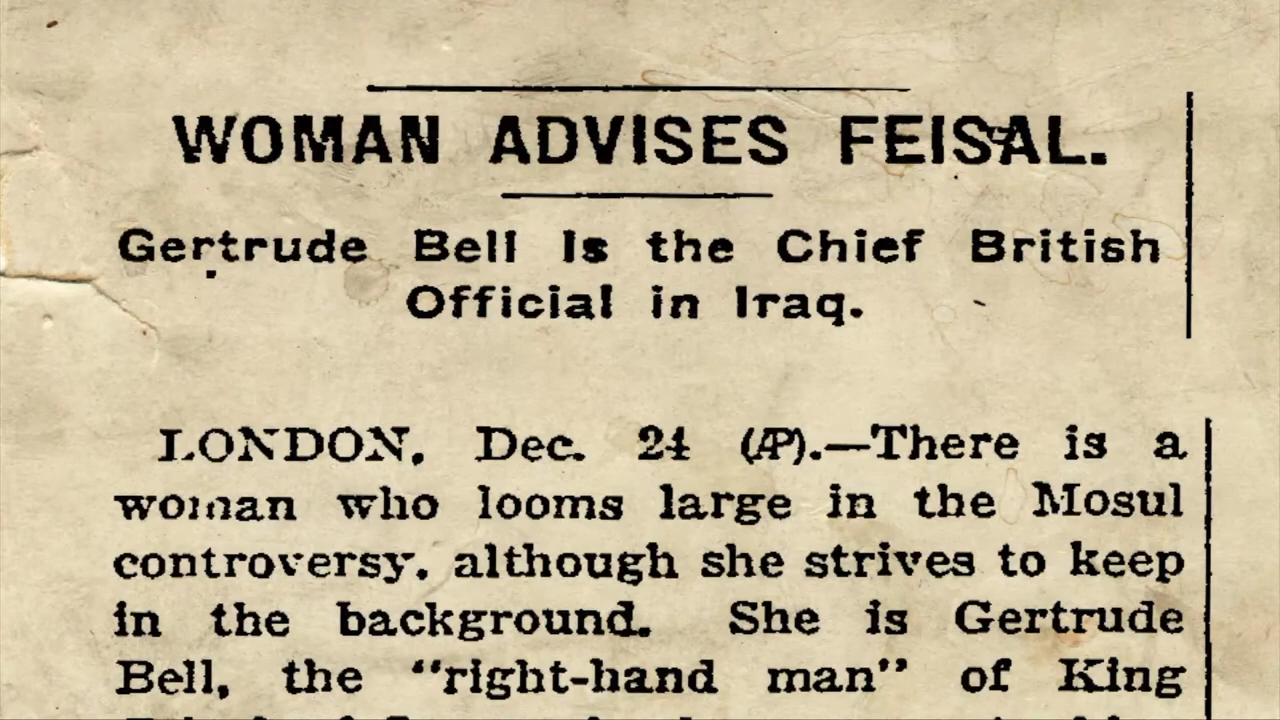 WOMAN ADVISES FEISAL.
Gertrude Bell Is the Chief British
Official in Iraq.
LONDON, Dec. 24 (AP).—There is a
woman who looms large in the Mosul
controversy, although she strives to keep
in the background. She is Gertrude
Bell, the “right-hand man” of King